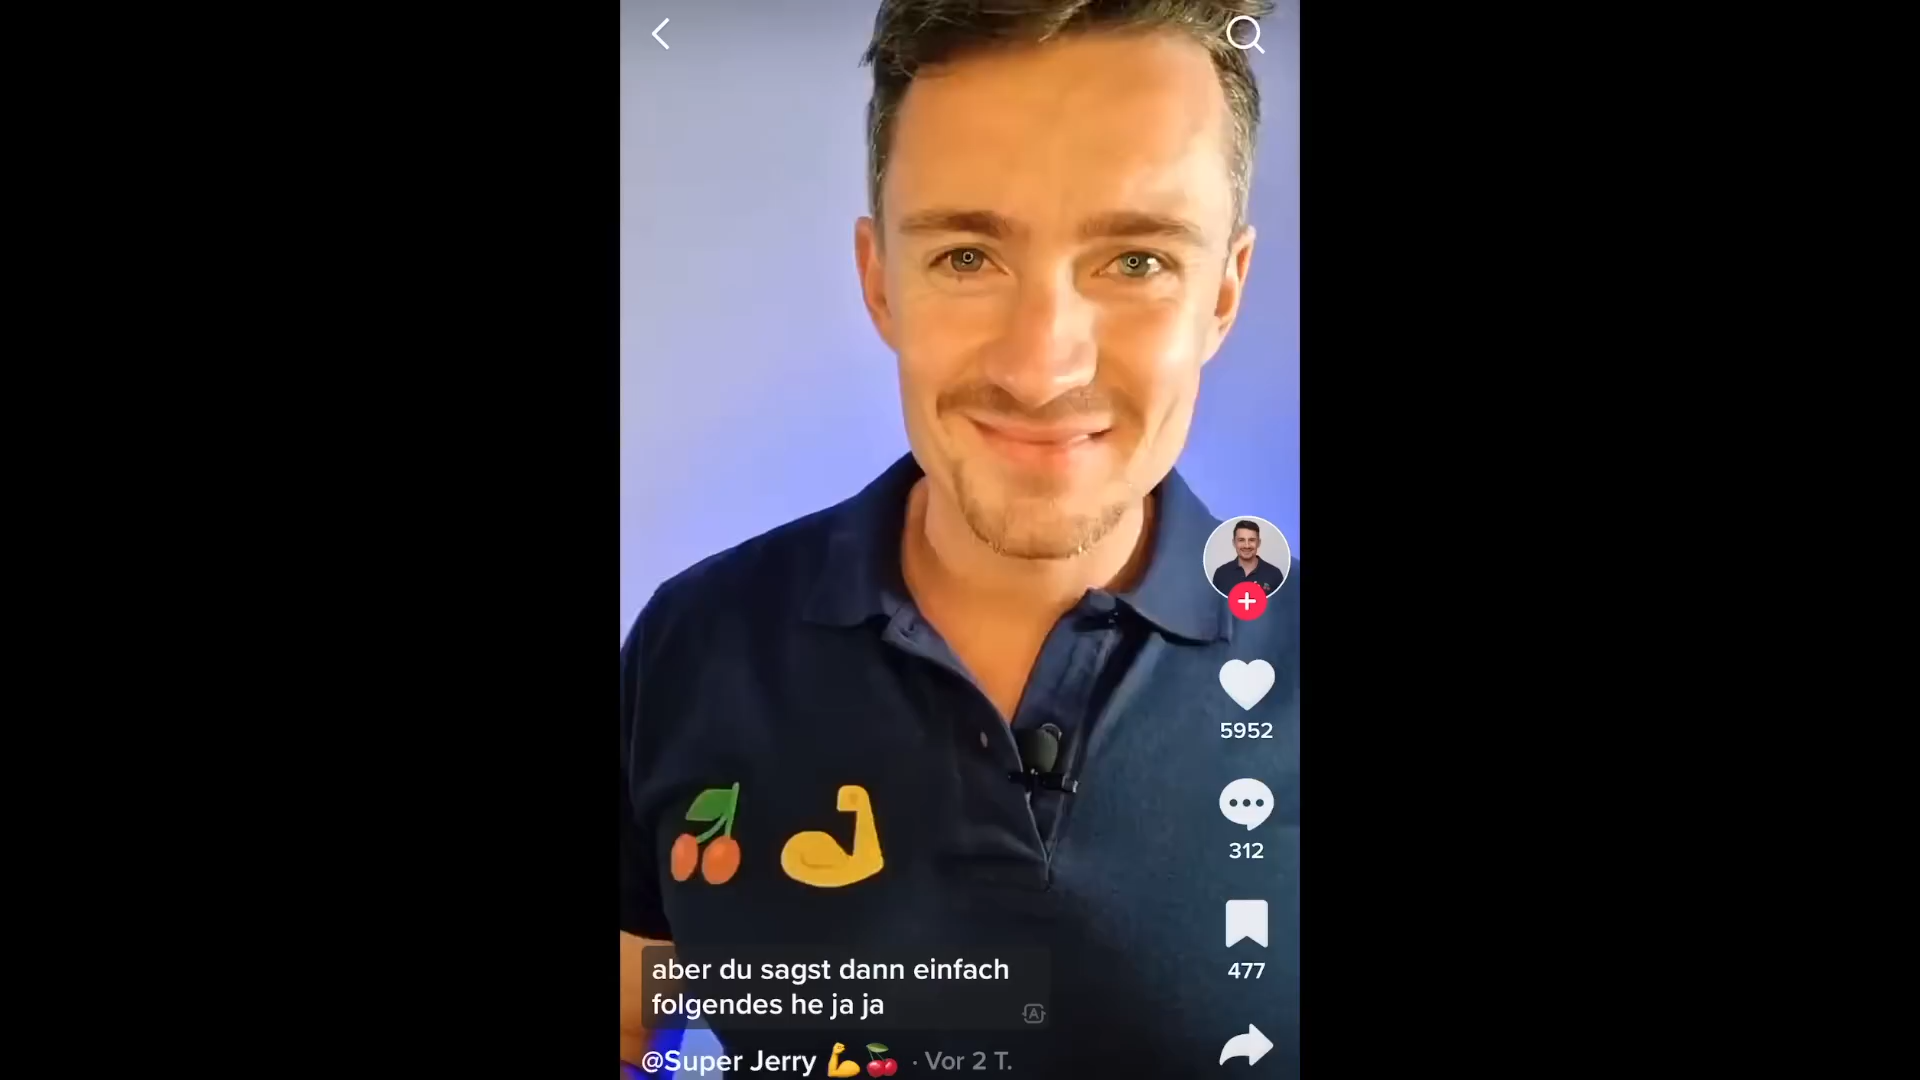 5952
312
477
aber du sagst dann einfach
folgendes he ja ja
@Super Jerry 💪🍒 · Vor 2 T.